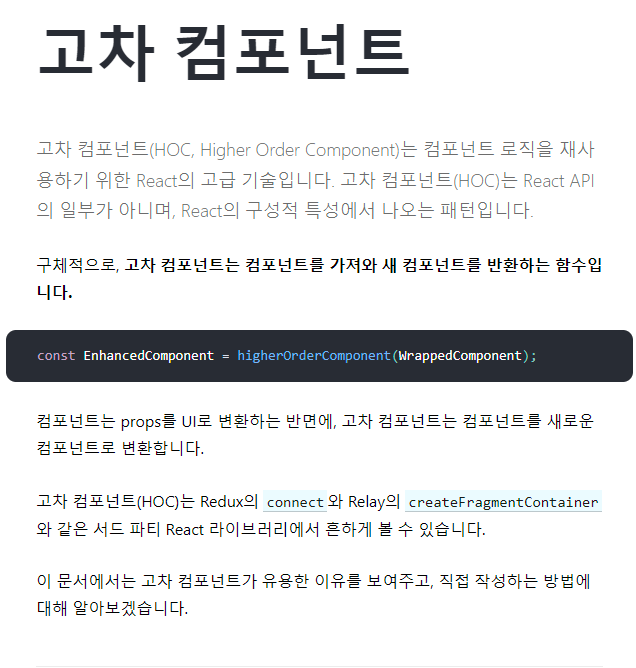 고차 컴포넌트
고차 컴포넌트(HOC, Higher Order Component)는 컴포넌트 로직을 재사
용하기 위한 React의 고급 기술입니다. 고차 컴포넌트(HOC)는 React API
의 일부가 아니며, React의 구성적 특성에서 나오는 패턴입니다.
구체적으로, 고차 컴포넌트는 컴포넌트를 가져와 새 컴포넌트를 반환하는 함수입
니다.
const EnhancedComponent = higherOrderComponent(WrappedComponent);
컴포넌트는 props를 UI로 변환하는 반면에, 고차 컴포넌트는 컴포넌트를 새로운
컴포넌트로 변환합니다.
고차 컴포넌트(HOC)는 Redux의 connect와 Relay의 createFragmentContainer
와 같은 서드 파티 React 라이브러리에서 흔하게 볼 수 있습니다.
이 문서에서는 고차 컴포넌트가 유용한 이유를 보여주고, 직접 작성하는 방법에
대해 알아보겠습니다.